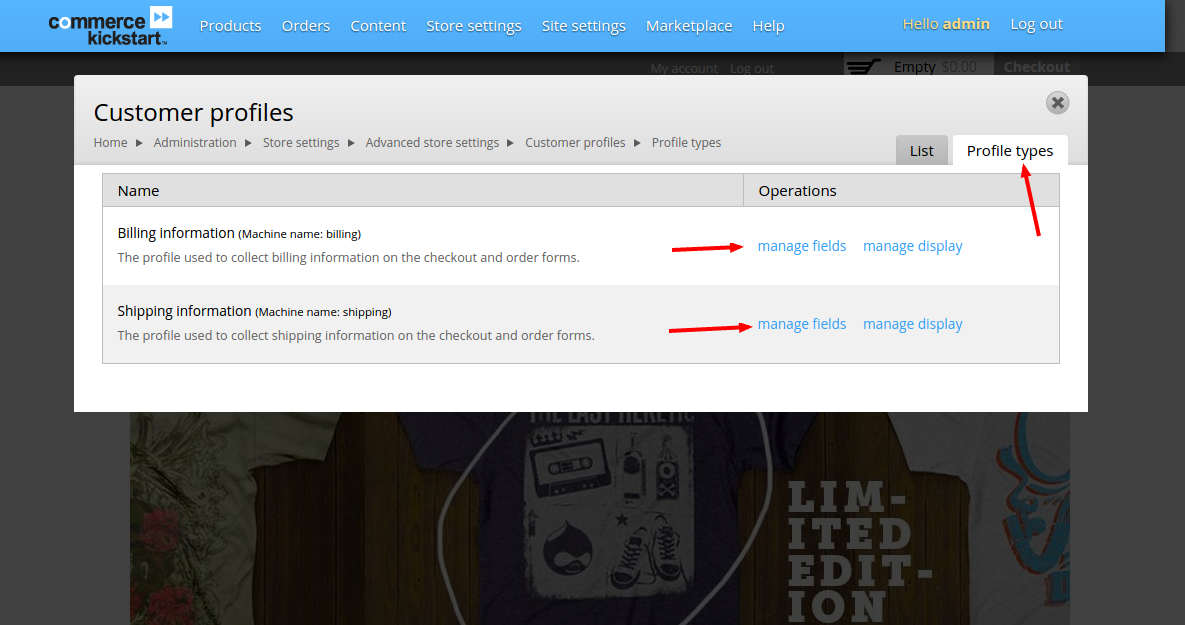 commerce kickstart™
Products Orders Content Store settings Site settings Marketplace Help
Hello admin Log out
My account Log out
Empty $0.00 Checkout
Customer profiles
Home ▶ Administration ▶ Store settings ▶ Advanced store settings ▶ Customer profiles ▶ Profile types
List Profile types
Name Operations
Billing information (Machine name: billing)
The profile used to collect billing information on the checkout and order forms.
manage fields manage display
Shipping information (Machine name: shipping)
The profile used to collect shipping information on the checkout and order forms.
manage fields manage display
THE LAST HERETIC
LIM-
ITED
EDIT-
ION